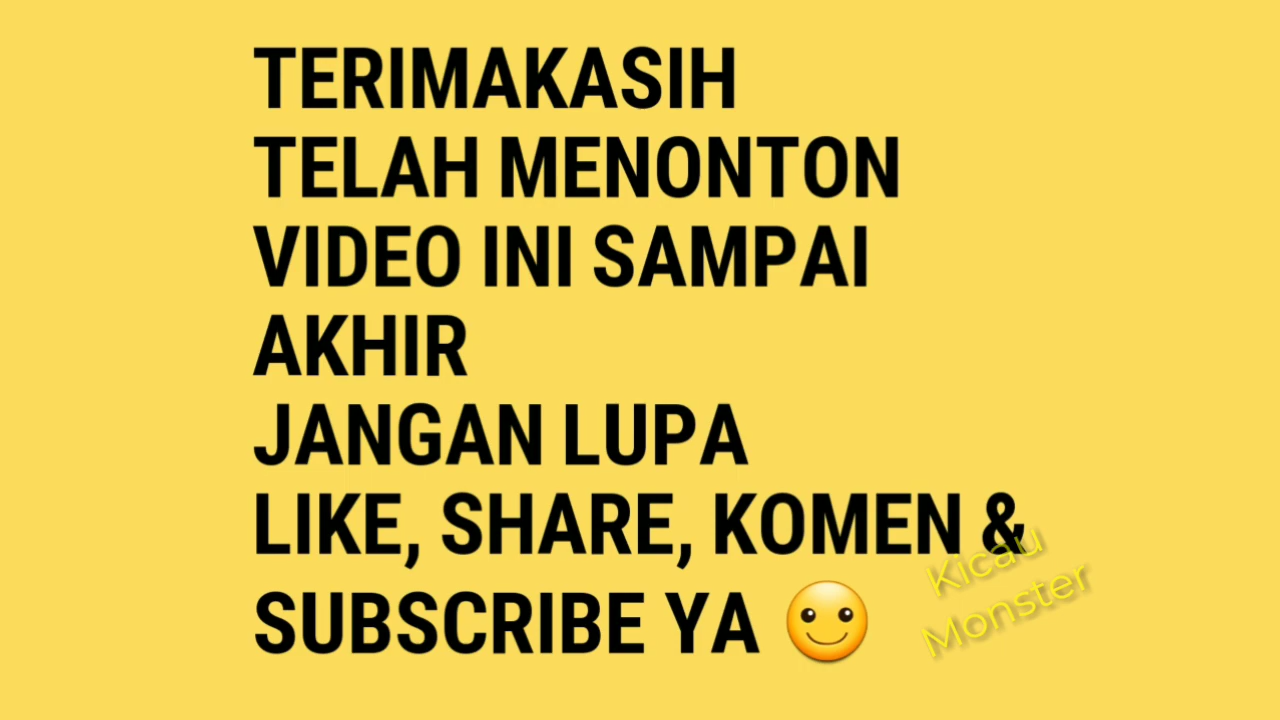 TERIMAKASIH
TELAH MENONTON
VIDEO INI SAMPAI
AKHIR
JANGAN LUPA
LIKE, SHARE, KOMEN &
SUBSCRIBE YA 🙂
Kicau
Monster